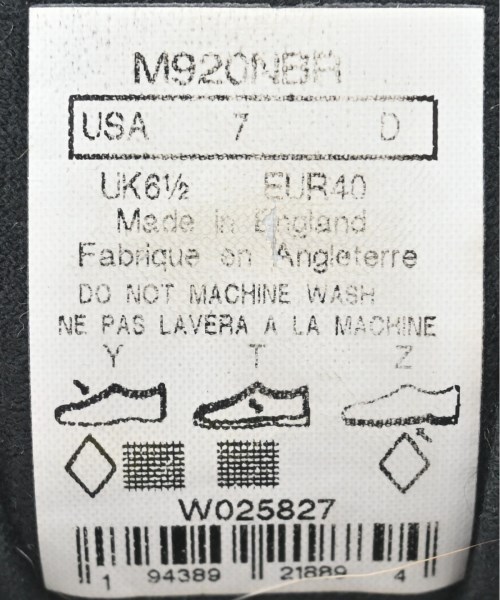 M920NBR
USA 7 D
UK6½ EUR40
Made in England
Fabrique en Angleterre
DO NOT MACHINE WASH
NE PAS LAVERA A LA MACHINE
Y T Z
W025827
1 94389 21889 4